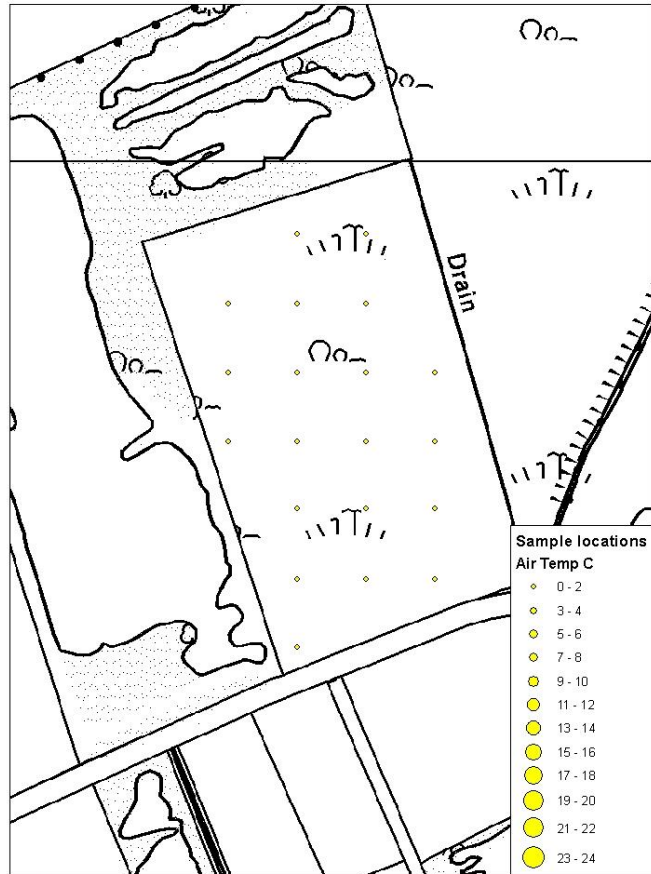 Drain
Sample locations
Air Temp C
0 - 2
3 - 4
5 - 6
7 - 8
9 - 10
11 - 12
13 - 14
15 - 16
17 - 18
19 - 20
21 - 22
23 - 24